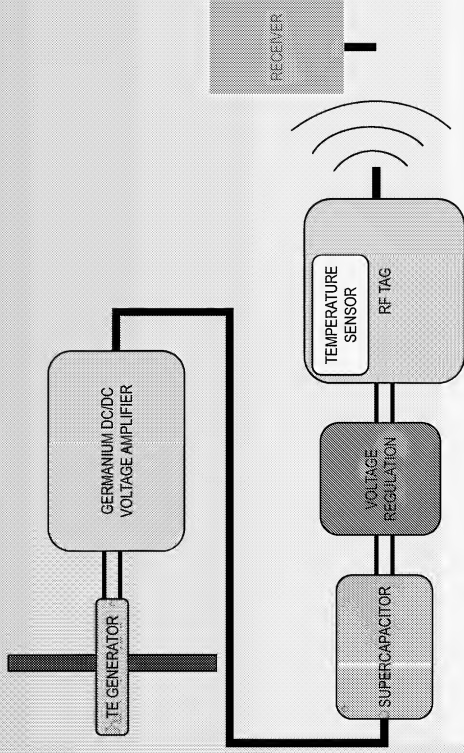 TE GENERATOR
GERMANIUM DC/DC
VOLTAGE AMPLIFIER
SUPERCAPACITOR
VOLTAGE
REGULATION
TEMPERATURE
SENSOR
RF TAG
RECEIVER